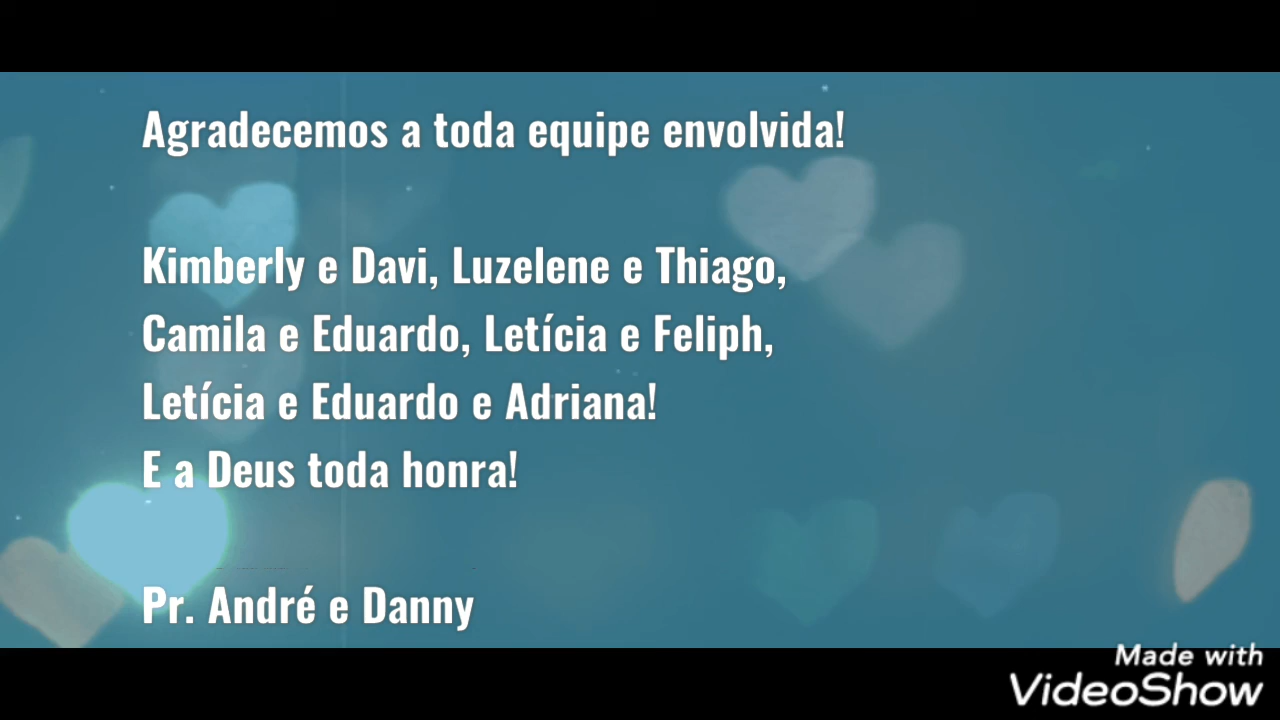 Agradecemos a toda equipe envolvida!
Kimberly e Davi, Luzelene e Thiago,
Camila e Eduardo, Letícia e Feliph,
Letícia e Eduardo e Adriana!
E a Deus toda honra!
Pr. André e Danny
Made with
VideoShow